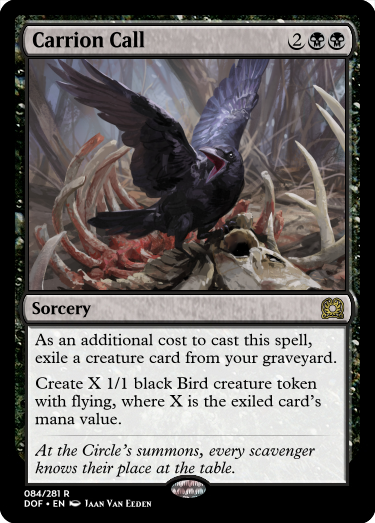 Carrion Call 2
Sorcery
As an additional cost to cast this spell,
exile a creature card from your graveyard.
Create X 1/1 black Bird creature token
with flying, where X is the exiled card's
mana value.
At the Circle's summons, every scavenger
knows their place at the table.
084/281 R
DOF • EN Jaan Van Eeden